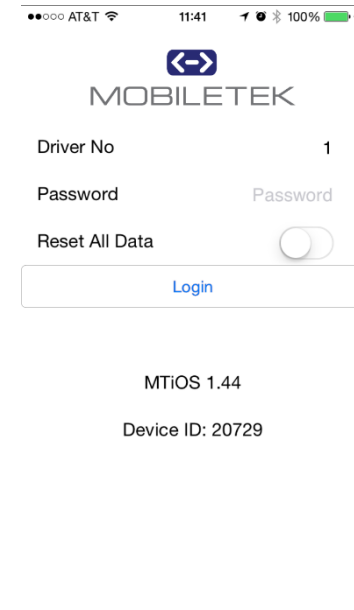 AT&T 11:41 100%
MOBILETEK
Driver No 1
Password Password
Reset All Data
Login
MTiOS 1.44
Device ID: 20729